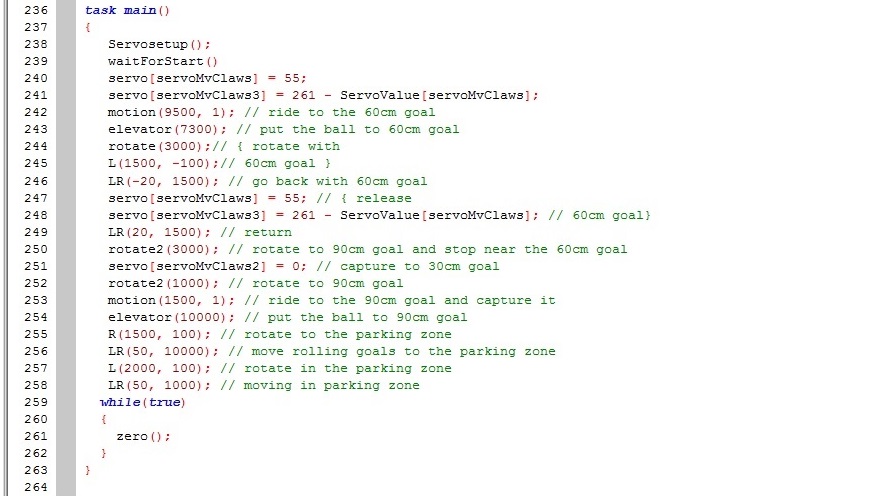 236 task main()
237 {
238 Servosetup();
239 waitForStart()
240 servo[servoMvClaws] = 55;
241 servo[servoMvClaws3] = 261 - ServoValue[servoMvClaws];
242 motion(9500, 1); // ride to the 60cm goal
243 elevator(7300); // put the ball to 60cm goal
244 rotate(3000);// { rotate with
245 L(1500, -100);// 60cm goal }
246 LR(-20, 1500); // go back with 60cm goal
247 servo[servoMvClaws] = 55; // { release
248 servo[servoMvClaws3] = 261 - ServoValue[servoMvClaws]; // 60cm goal}
249 LR(20, 1500); // return
250 rotate2(3000); // rotate to 90cm goal and stop near the 60cm goal
251 servo[servoMvClaws2] = 0; // capture to 30cm goal
252 rotate2(1000); // rotate to 90cm goal
253 motion(1500, 1); // ride to the 90cm goal and capture it
254 elevator(10000); // put the ball to 90cm goal
255 R(1500, 100); // rotate to the parking zone
256 LR(50, 10000); // move rolling goals to the parking zone
257 L(2000, 100); // rotate in the parking zone
258 LR(50, 1000); // moving in parking zone
259 while(true)
260 {
261 zero();
262 }
263 }
264